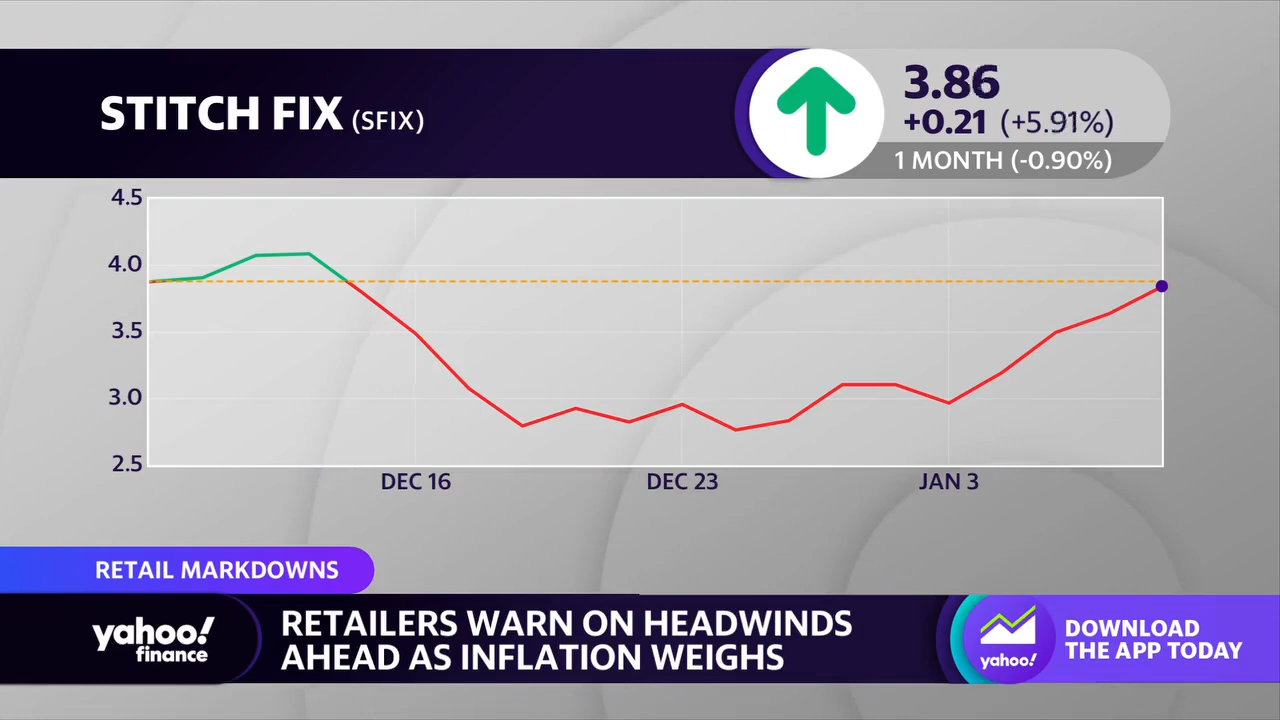 STITCH FIX (SFIX)
3.86
+0.21 (+5.91%)
1 MONTH (-0.90%)
4.5
4.0
3.5
3.0
2.5
DEC 16 DEC 23 JAN 3
RETAIL MARKDOWNS
yahoo!
finance
RETAILERS WARN ON HEADWINDS
AHEAD AS INFLATION WEIGHS
yahoo!
DOWNLOAD
THE APP TODAY